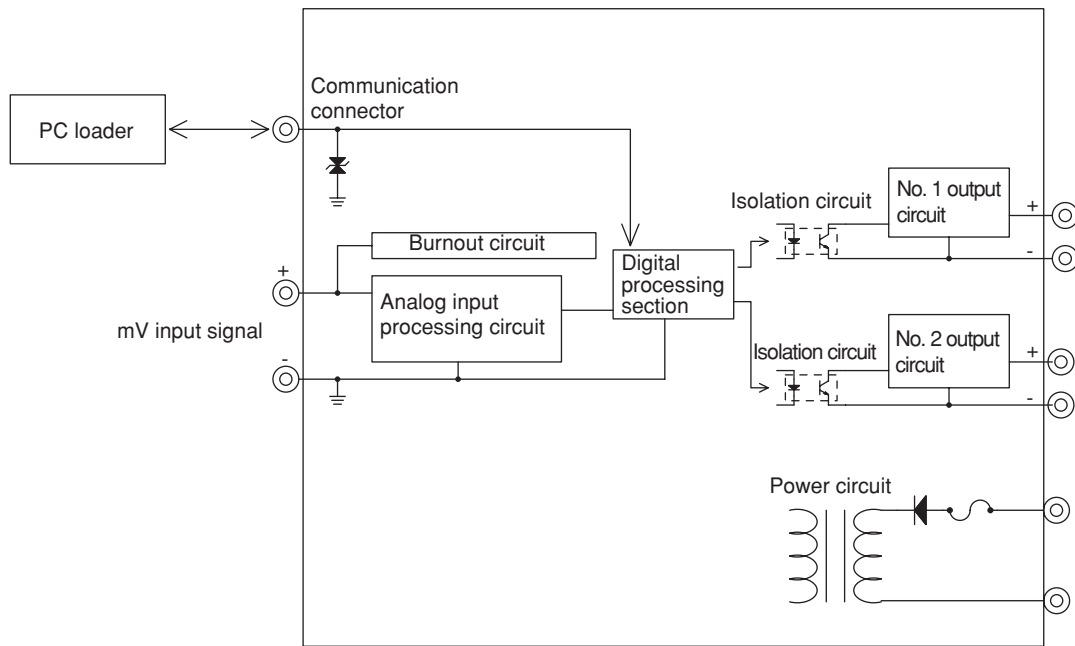 Communication
connector
PC loader
Isolation circuit
No. 1 output
circuit
+
-
Burnout circuit
Digital
processing
section
+
Analog input
processing circuit
mV input signal
-
Isolation circuit
No. 2 output
circuit
+
-
Power circuit